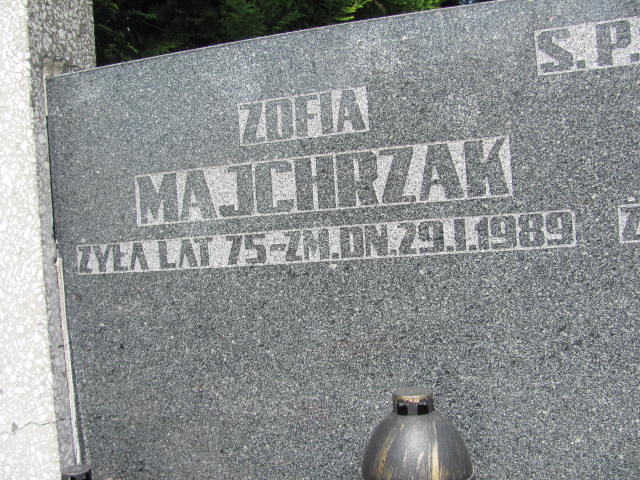 S.P.
ZOFIA
MAJCHRZAK
ŻYŁA LAT 75-ZM.DN.29.I.1989
Ż